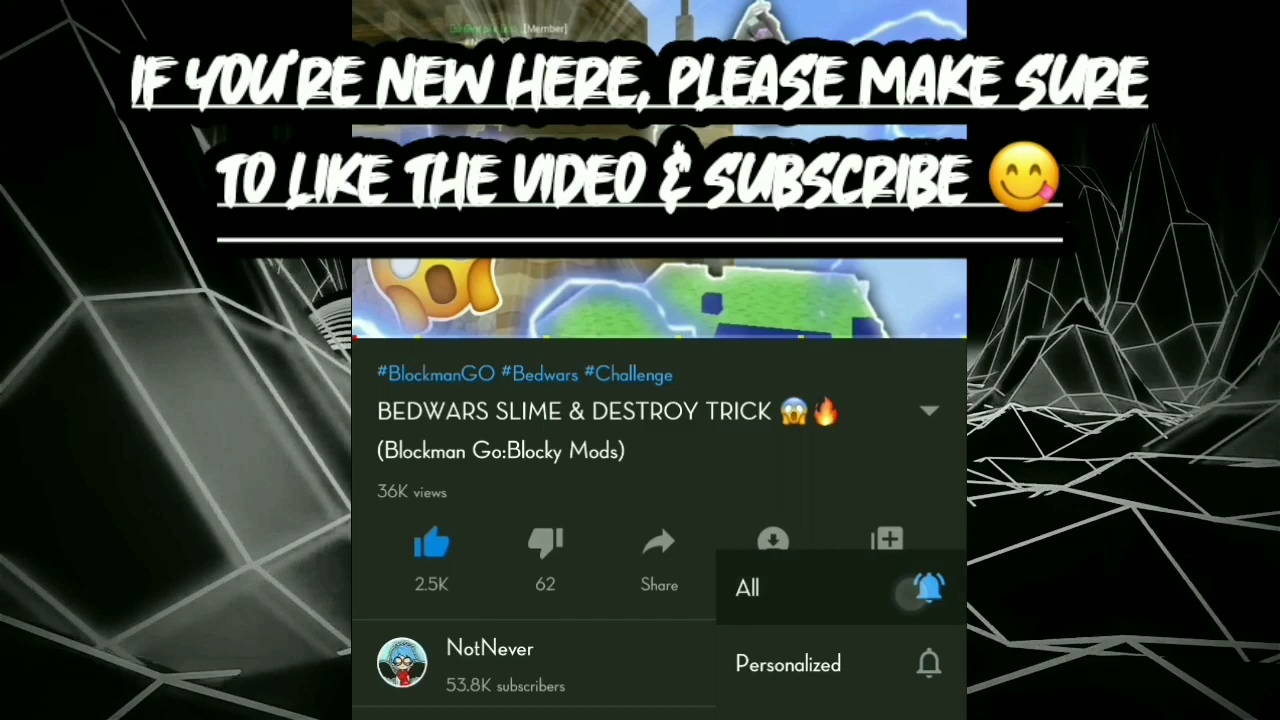 [Member]
IF YOU'RE NEW HERE, PLEASE MAKE SURE
TO LIKE THE VIDEO & SUBSCRIBE 😋
#BlockmanGO #Bedwars #Challenge
BEDWARS SLIME & DESTROY TRICK 😱🔥
(Blockman Go:Blocky Mods)
36K views
2.5K
62
Share
All
NotNever
53.8K subscribers
Personalized